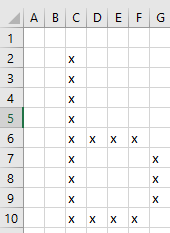 A B C D E F G
1
2 x
3 x
4 x
5 x
6 x x x x
7 x x
8 x x
9 x x
10 x x x x